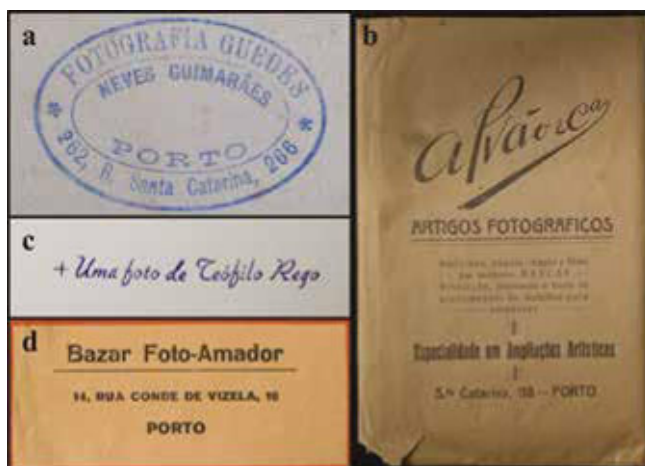 a
FOTOGRAFIA GUEDES
NEVES GUIMARÃES
PORTO
* 262, R. Santa Catarina, 266 *
b
Alvão & Cª
ARTIGOS FOTOGRAFICOS
Especialidade em Ampliações Artisticas
S.ta Catarina, 118 — PORTO
c
+ Uma foto de Teófilo Rego
d
Bazar Foto-Amador
14, RUA CONDE DE VIZELA, 16
PORTO